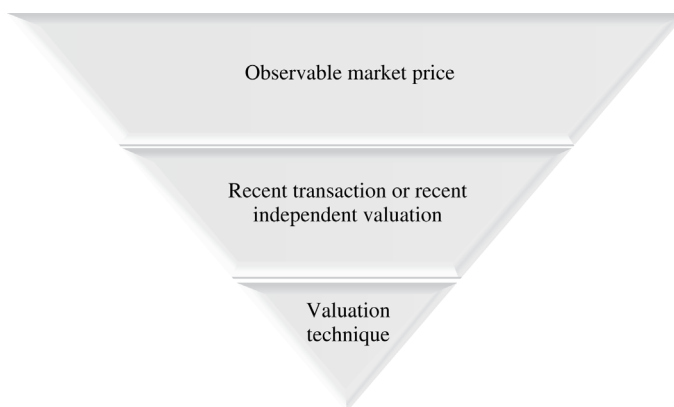 Observable market price
Recent transaction or recent
independent valuation
Valuation
technique